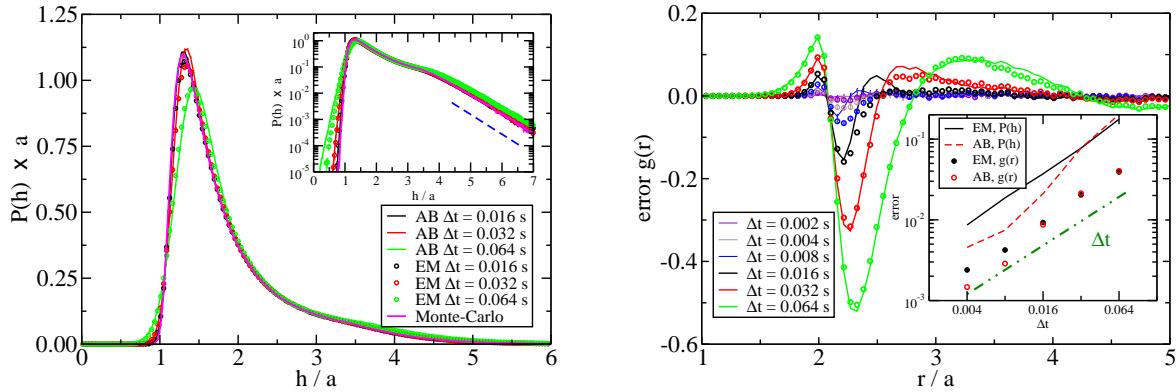 P(h) x a
1.25
1.00
0.75
0.50
0.25
0.00
0
1
2
3
4
5
6
h / a
P(h) x a
10^0
10^-1
10^-2
10^-3
10^-4
10^-5
0
1
2
3
4
5
6
7
h / a
AB Δt = 0.016 s
AB Δt = 0.032 s
AB Δt = 0.064 s
EM Δt = 0.016 s
EM Δt = 0.032 s
EM Δt = 0.064 s
Monte-Carlo
error g(r)
0.2
0.0
-0.2
-0.4
-0.6
1
2
3
4
5
r / a
Δt = 0.002 s
Δt = 0.004 s
Δt = 0.008 s
Δt = 0.016 s
Δt = 0.032 s
Δt = 0.064 s
EM, P(h)
AB, P(h)
EM, g(r)
AB, g(r)
error
10^-1
10^-2
10^-3
Δt
0.004
0.016
0.064
Δt